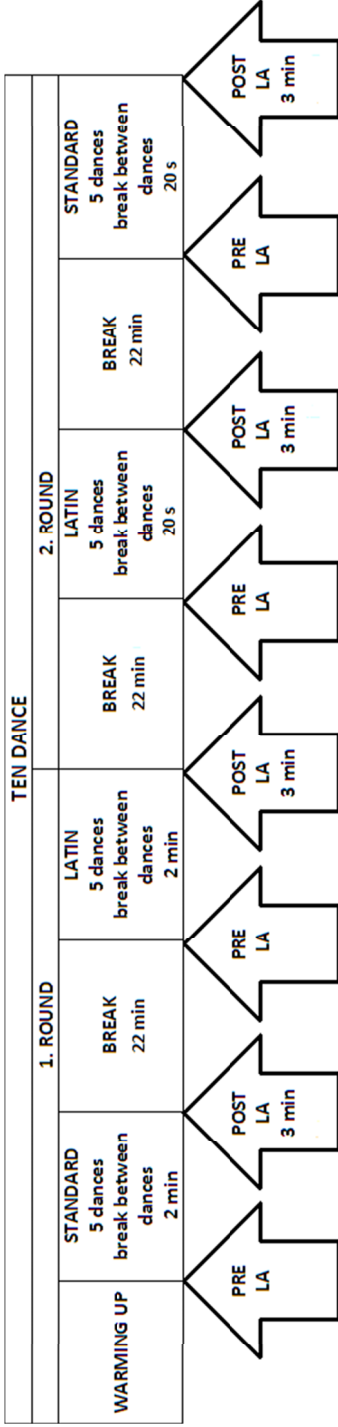 TEN DANCE
1. ROUND
2. ROUND
WARMING UP
STANDARD
5 dances
break between
dances
2 min
BREAK
22 min
LATIN
5 dances
break between
dances
2 min
BREAK
22 min
LATIN
5 dances
break between
dances
20 s
BREAK
22 min
STANDARD
5 dances
break between
dances
20 s
PRE
LA
POST
LA
3 min
PRE
LA
POST
LA
3 min
PRE
LA
POST
LA
3 min
PRE
LA
POST
LA
3 min